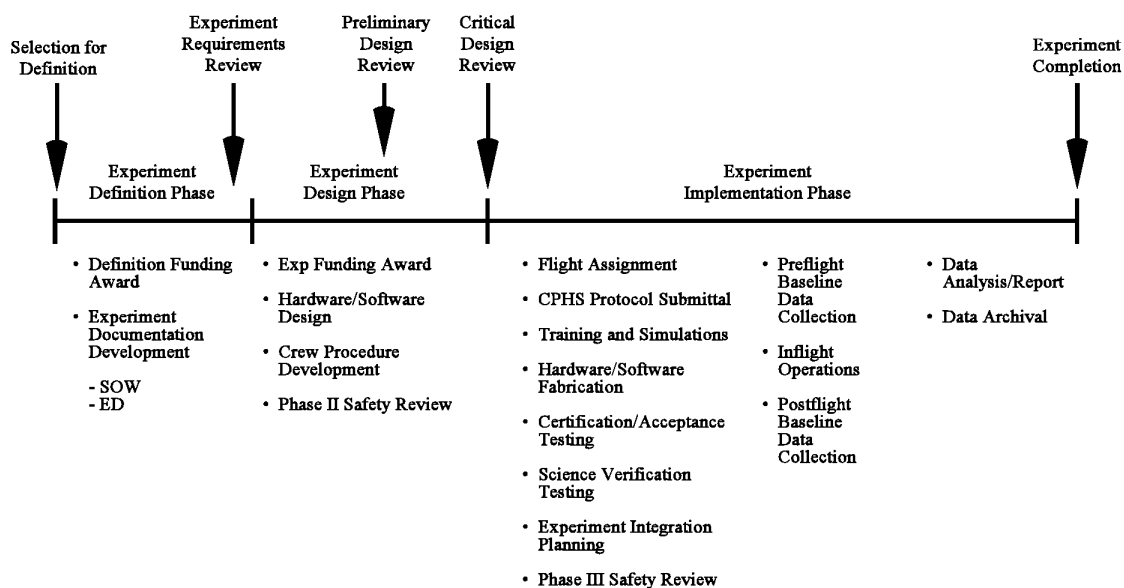 Selection for
Definition
Experiment
Requirements
Review
Preliminary
Design
Review
Critical
Design
Review
Experiment
Completion
Experiment
Definition Phase
Experiment
Design Phase
Experiment
Implementation Phase
• Definition Funding
Award
• Experiment
Documentation
Development
- SOW
- ED
• Exp Funding Award
• Hardware/Software
Design
• Crew Procedure
Development
• Phase II Safety Review
• Flight Assignment
• CPHS Protocol Submittal
• Training and Simulations
• Hardware/Software
Fabrication
• Certification/Acceptance
Testing
• Science Verification
Testing
• Experiment Integration
Planning
• Phase III Safety Review
• Preflight
Baseline
Data
Collection
• Inflight
Operations
• Postflight
Baseline
Data
Collection
• Data
Analysis/Report
• Data Archival